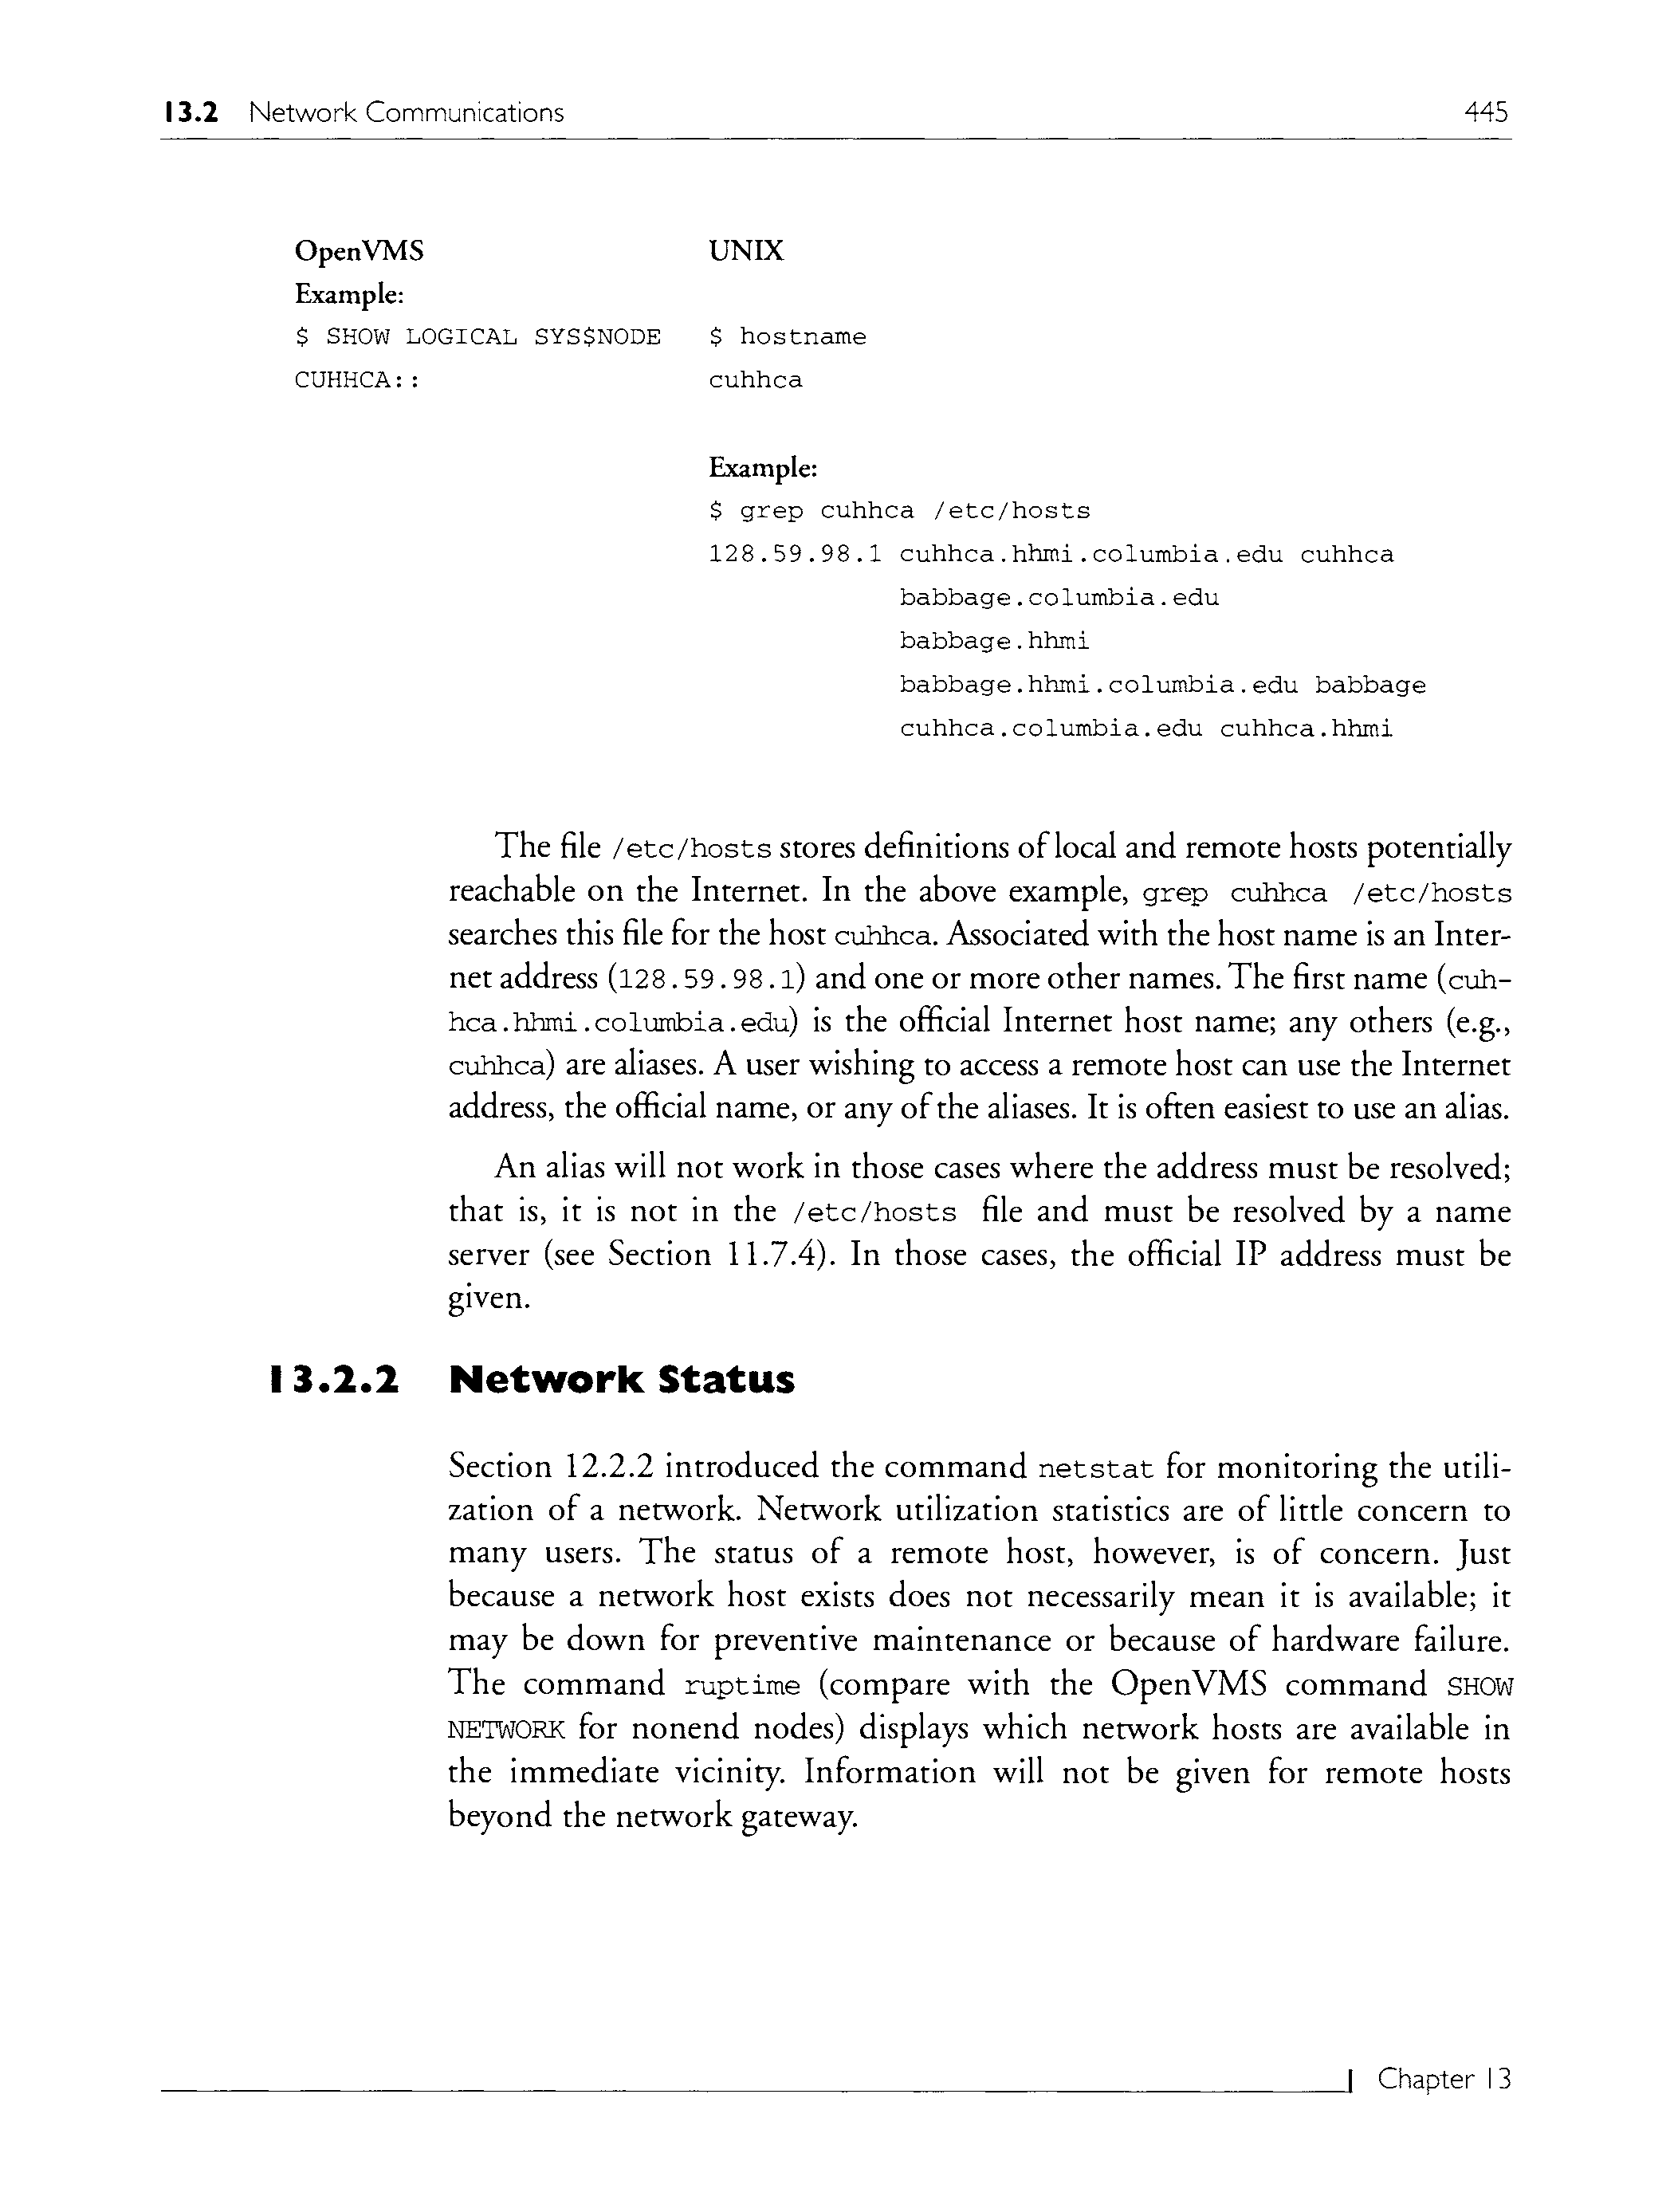 13.2 Network Communications 445
OpenVMS UNIX
Example:
$ SHOW LOGICAL SYS$NODE $ hostname
CUHHCA:: cuhhca
Example:
$ grep cuhhca /etc/hosts
128.59.98.1 cuhhca.hhmi.columbia.edu cuhhca
babbage.columbia.edu
babbage.hhmi
babbage.hhmi.columbia.edu babbage
cuhhca.columbia.edu cuhhca.hhmi
The file /etc/hosts stores definitions of local and remote hosts potentially
reachable on the Internet. In the above example, grep cuhhca /etc/hosts
searches this file for the host cuhhca. Associated with the host name is an Inter-
net address (128.59.98.1) and one or more other names. The first name (cuh-
hca.hhmi.columbia.edu) is the official Internet host name; any others (e.g.,
cuhhca) are aliases. A user wishing to access a remote host can use the Internet
address, the official name, or any of the aliases. It is often easiest to use an alias.
An alias will not work in those cases where the address must be resolved;
that is, it is not in the /etc/hosts file and must be resolved by a name
server (see Section 11.7.4). In those cases, the official IP address must be
given.
13.2.2 Network Status
Section 12.2.2 introduced the command netstat for monitoring the utili-
zation of a network. Network utilization statistics are of little concern to
many users. The status of a remote host, however, is of concern. Just
because a network host exists does not necessarily mean it is available; it
may be down for preventive maintenance or because of hardware failure.
The command ruptime (compare with the OpenVMS command SHOW
NETWORK for nonend nodes) displays which network hosts are available in
the immediate vicinity. Information will not be given for remote hosts
beyond the network gateway.
Chapter 13